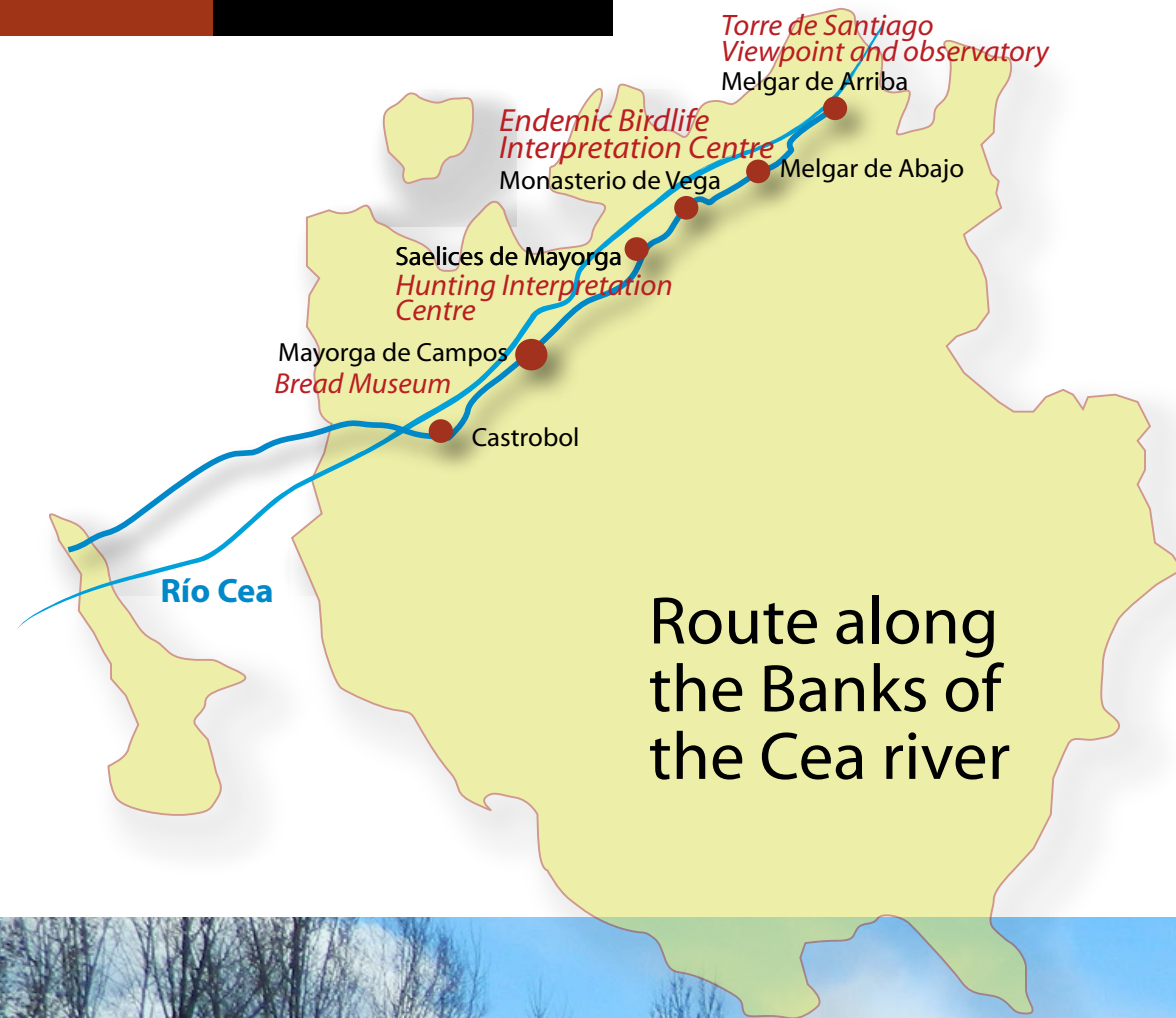 Torre de Santiago
Viewpoint and observatory
Melgar de Arriba
Endemic Birdlife
Interpretation Centre
Monasterio de Vega
Melgar de Abajo
Saelices de Mayorga
Hunting Interpretation
Centre
Mayorga de Campos
Bread Museum
Castrobol
Río Cea
Route along
the Banks of
the Cea river